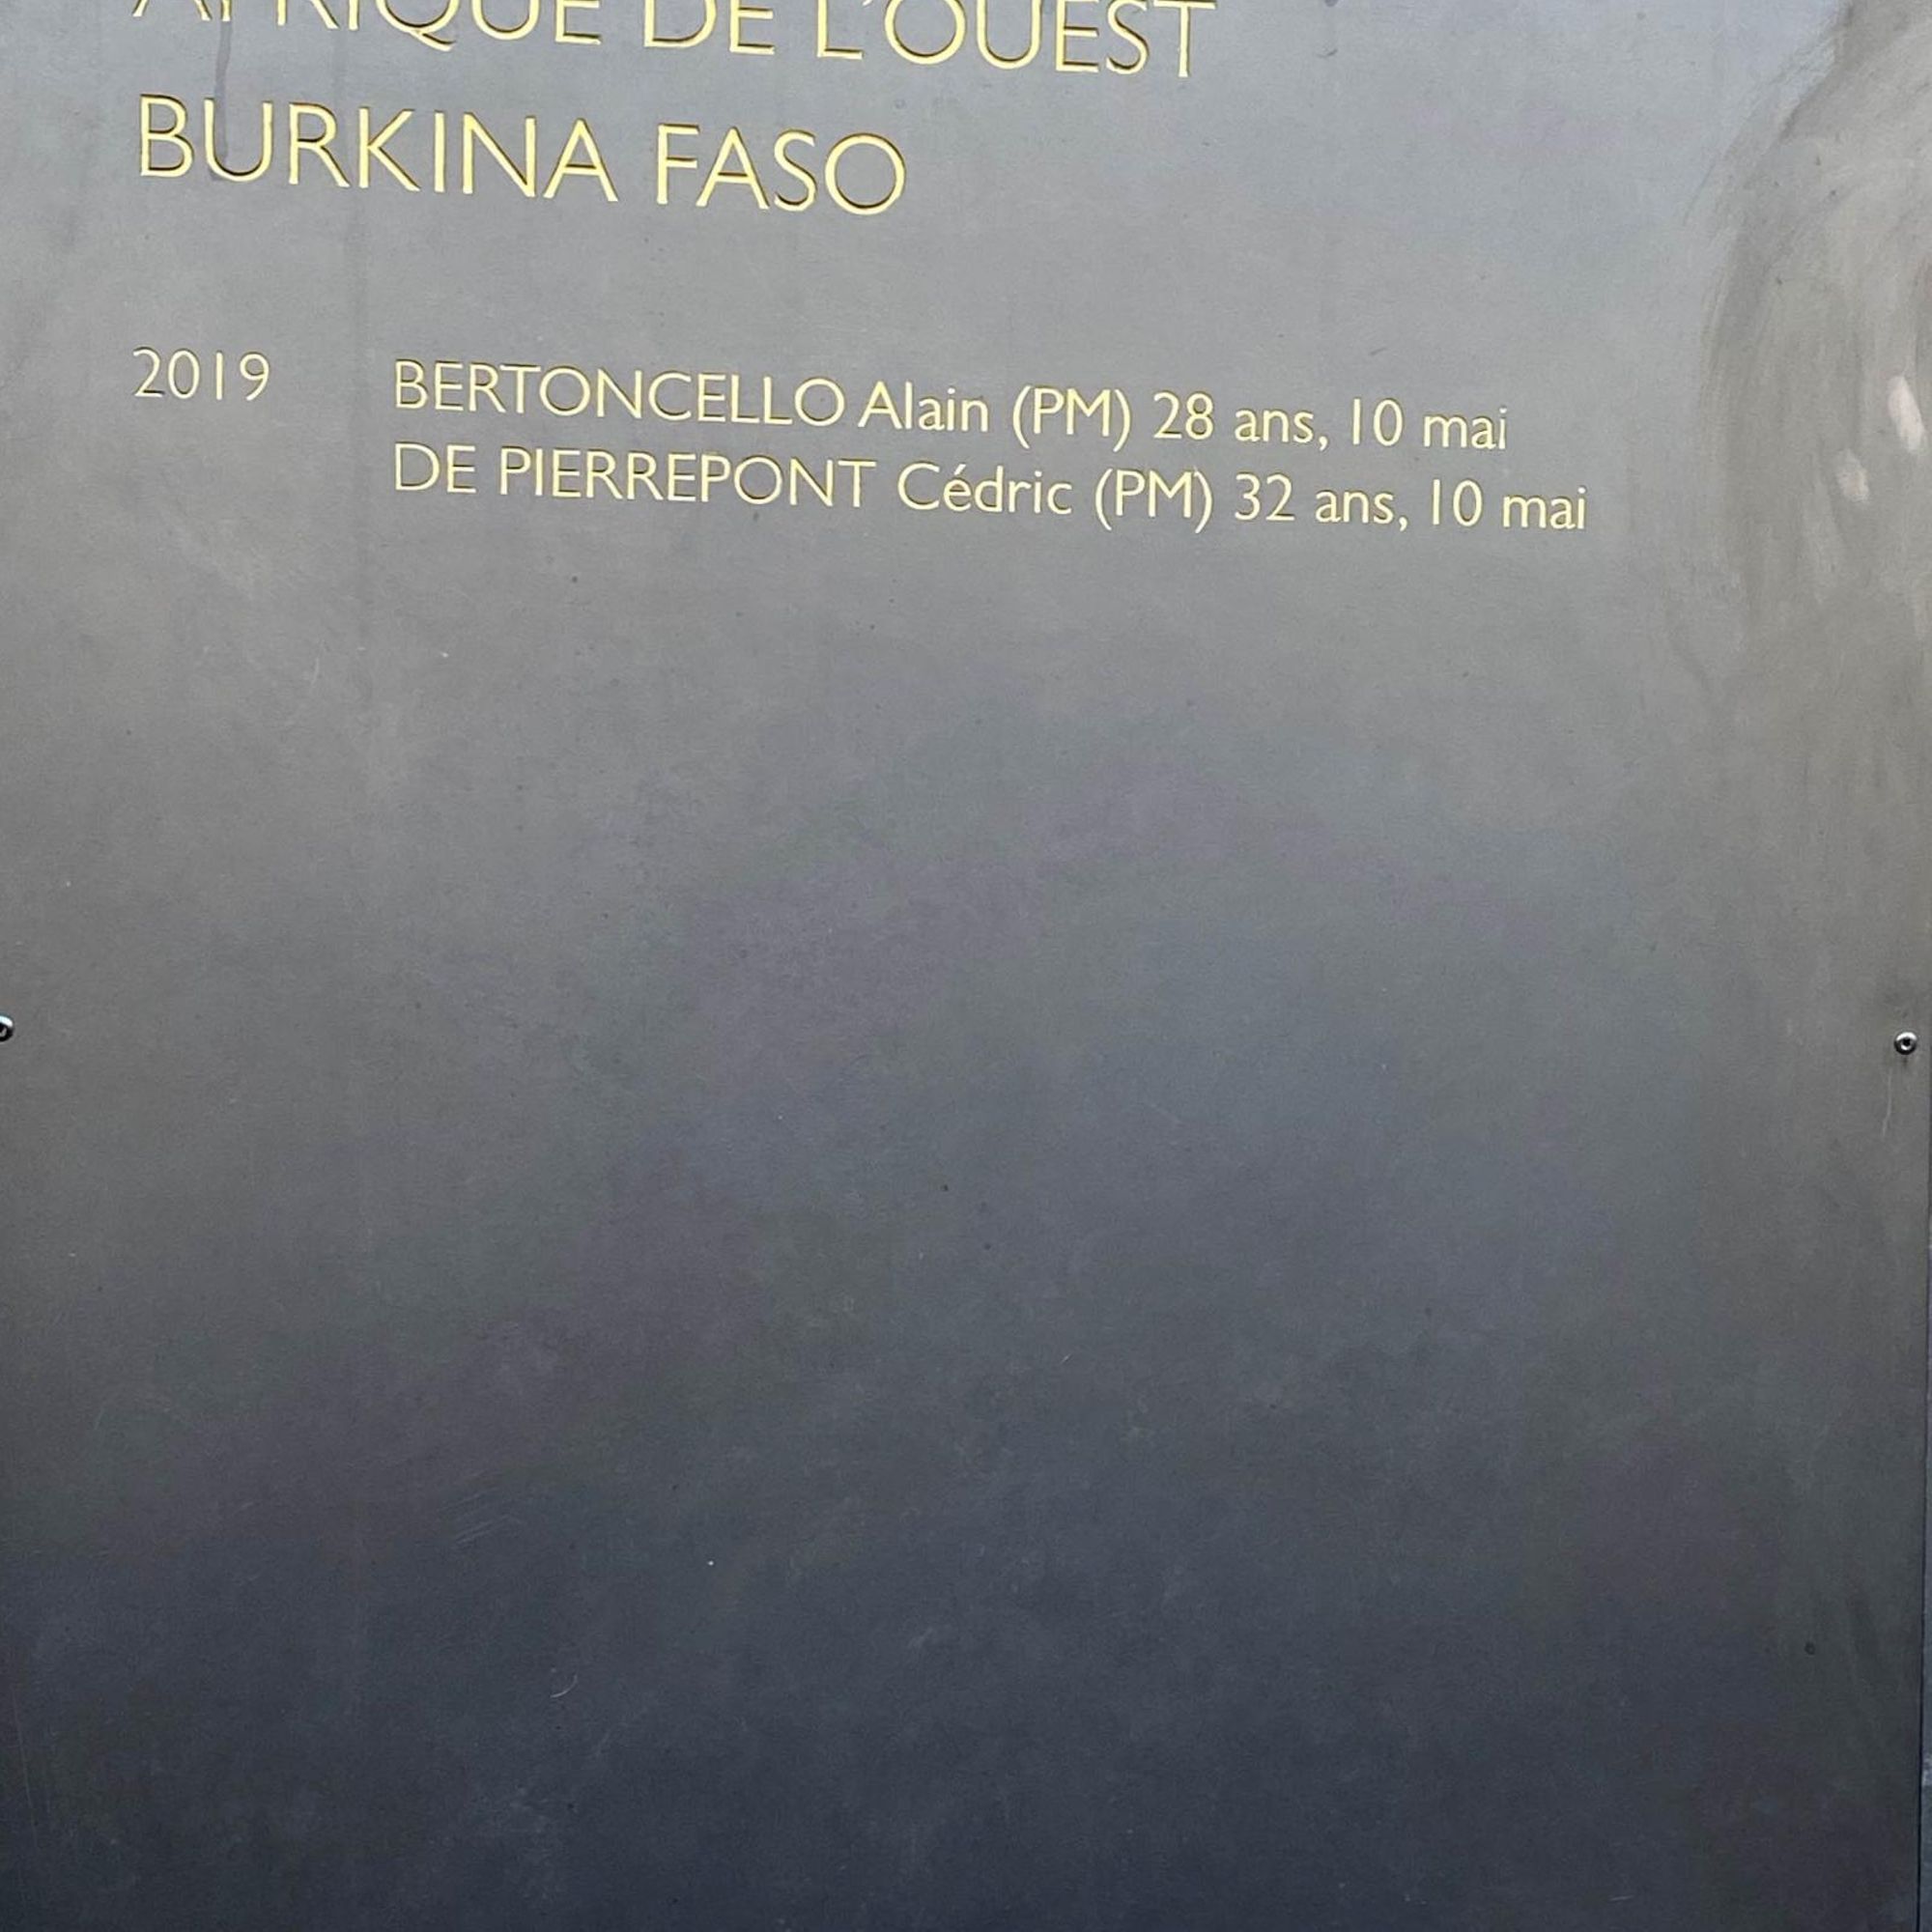 AFRIQUE DE L'OUEST
BURKINA FASO
2019 BERTONCELLO Alain (PM) 28 ans, 10 mai
DE PIERREPONT Cédric (PM) 32 ans, 10 mai